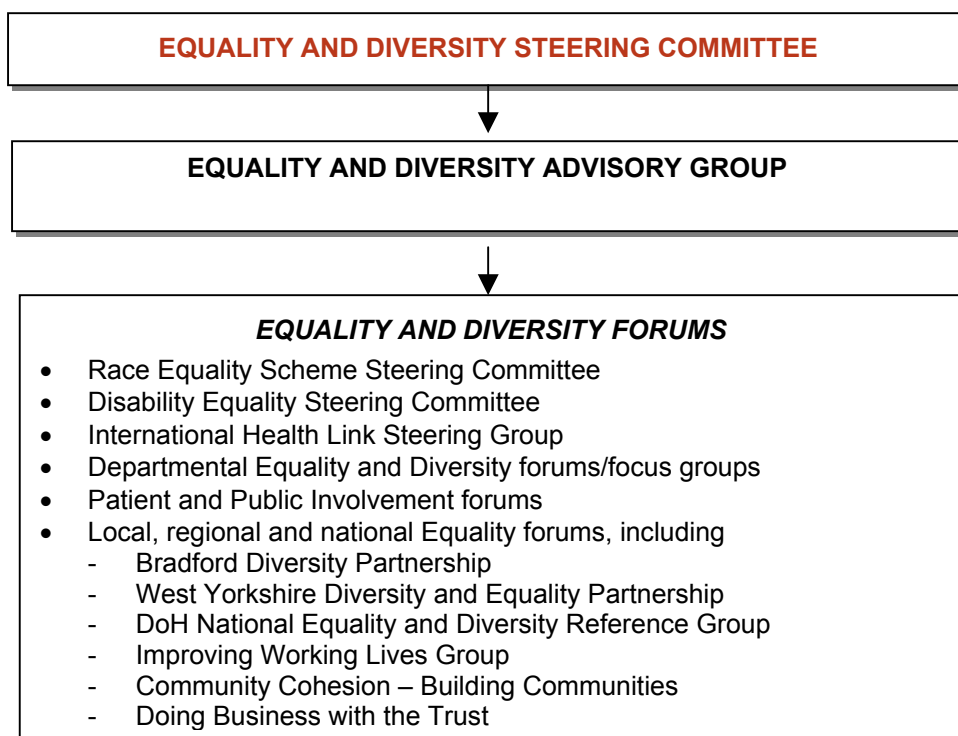 EQUALITY AND DIVERSITY STEERING COMMITTEE
EQUALITY AND DIVERSITY ADVISORY GROUP
EQUALITY AND DIVERSITY FORUMS
• Race Equality Scheme Steering Committee
• Disability Equality Steering Committee
• International Health Link Steering Group
• Departmental Equality and Diversity forums/focus groups
• Patient and Public Involvement forums
• Local, regional and national Equality forums, including
- Bradford Diversity Partnership
- West Yorkshire Diversity and Equality Partnership
- DoH National Equality and Diversity Reference Group
- Improving Working Lives Group
- Community Cohesion – Building Communities
- Doing Business with the Trust